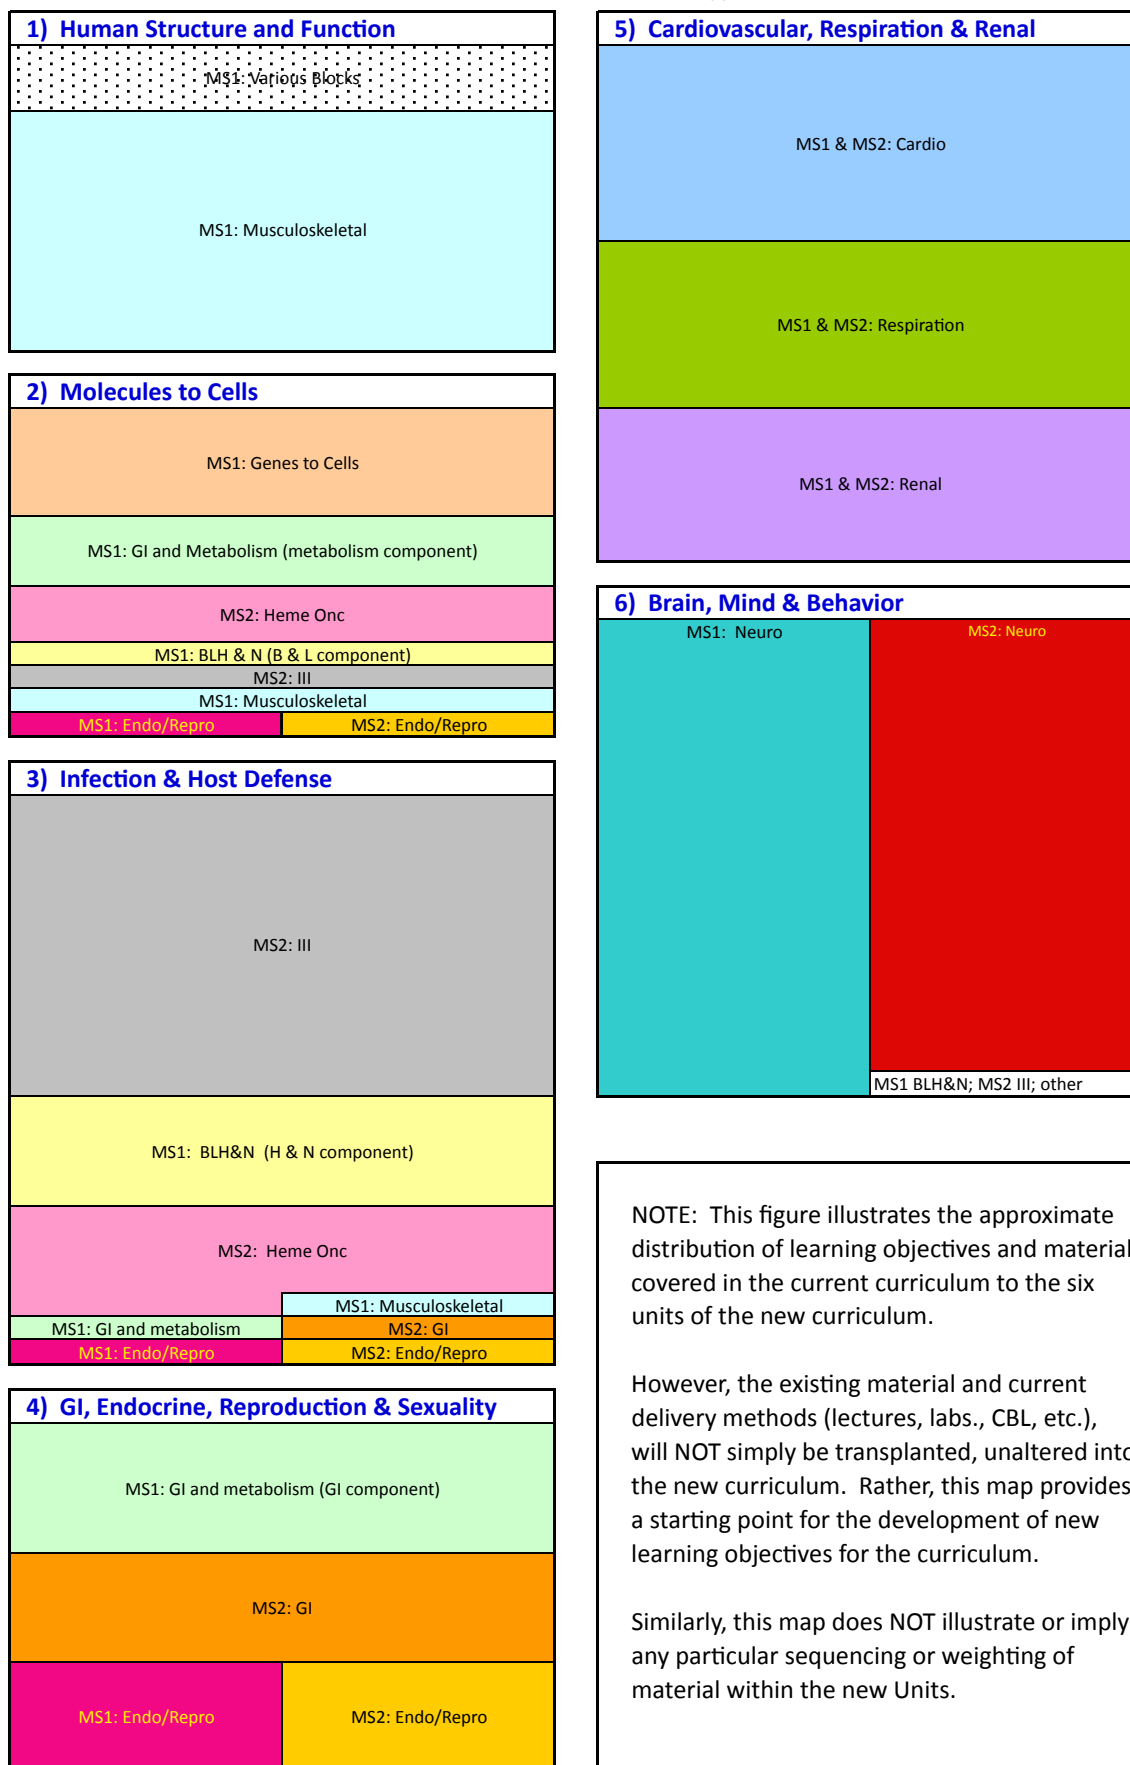 1) Human Structure and Function
MS1: Various Blocks
MS1: Musculoskeletal
2) Molecules to Cells
MS1: Genes to Cells
MS1: GI and Metabolism (metabolism component)
MS2: Heme Onc
MS1: BLH & N (B & L component)
MS2: III
MS1: Musculoskeletal
MS1: Endo/Repro MS2: Endo/Repro
3) Infection & Host Defense
MS2: III
MS1: BLH&N (H & N component)
MS2: Heme Onc
MS1: Musculoskeletal
MS1: GI and metabolism MS2: GI
MS1: Endo/Repro MS2: Endo/Repro
4) GI, Endocrine, Reproduction & Sexuality
MS1: GI and metabolism (GI component)
MS2: GI
MS1: Endo/Repro MS2: Endo/Repro
5) Cardiovascular, Respiration & Renal
MS1 & MS2: Cardio
MS1 & MS2: Respiration
MS1 & MS2: Renal
6) Brain, Mind & Behavior
MS1: Neuro MS2: Neuro
MS1 BLH&N; MS2 III; other
NOTE: This figure illustrates the approximate
distribution of learning objectives and material
covered in the current curriculum to the six
units of the new curriculum.
However, the existing material and current
delivery methods (lectures, labs., CBL, etc.),
will NOT simply be transplanted, unaltered into
the new curriculum. Rather, this map provides
a starting point for the development of new
learning objectives for the curriculum.
Similarly, this map does NOT illustrate or imply
any particular sequencing or weighting of
material within the new Units.